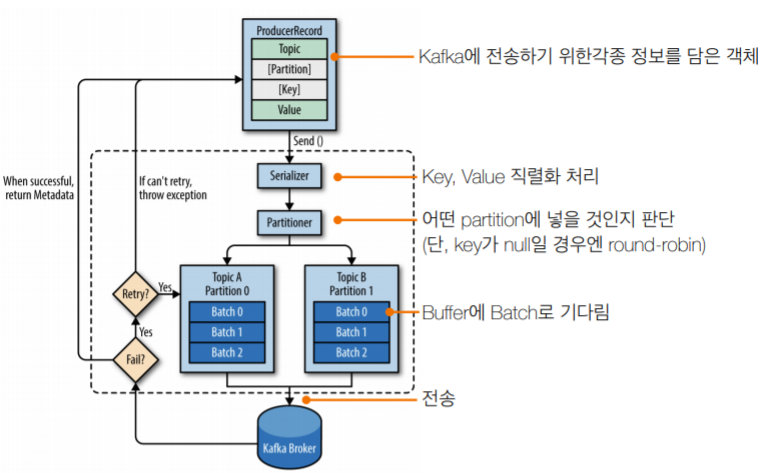 ProducerRecord
Topic
[Partition]
[Key]
Value
Kafka에 전송하기 위한각종 정보를 담은 객체
Send ()
When successful,
return Metadata
If can't retry,
throw exception
Serializer
Key, Value 직렬화 처리
Partitioner
어떤 partition에 넣을 것인지 판단
(단, key가 null일 경우엔 round-robin)
Topic A
Partition 0
Batch 0
Batch 1
Batch 2
Topic B
Partition 1
Batch 0
Batch 1
Batch 2
Buffer에 Batch로 기다림
Retry?
Yes
Yes
Fail?
전송
Kafka Broker